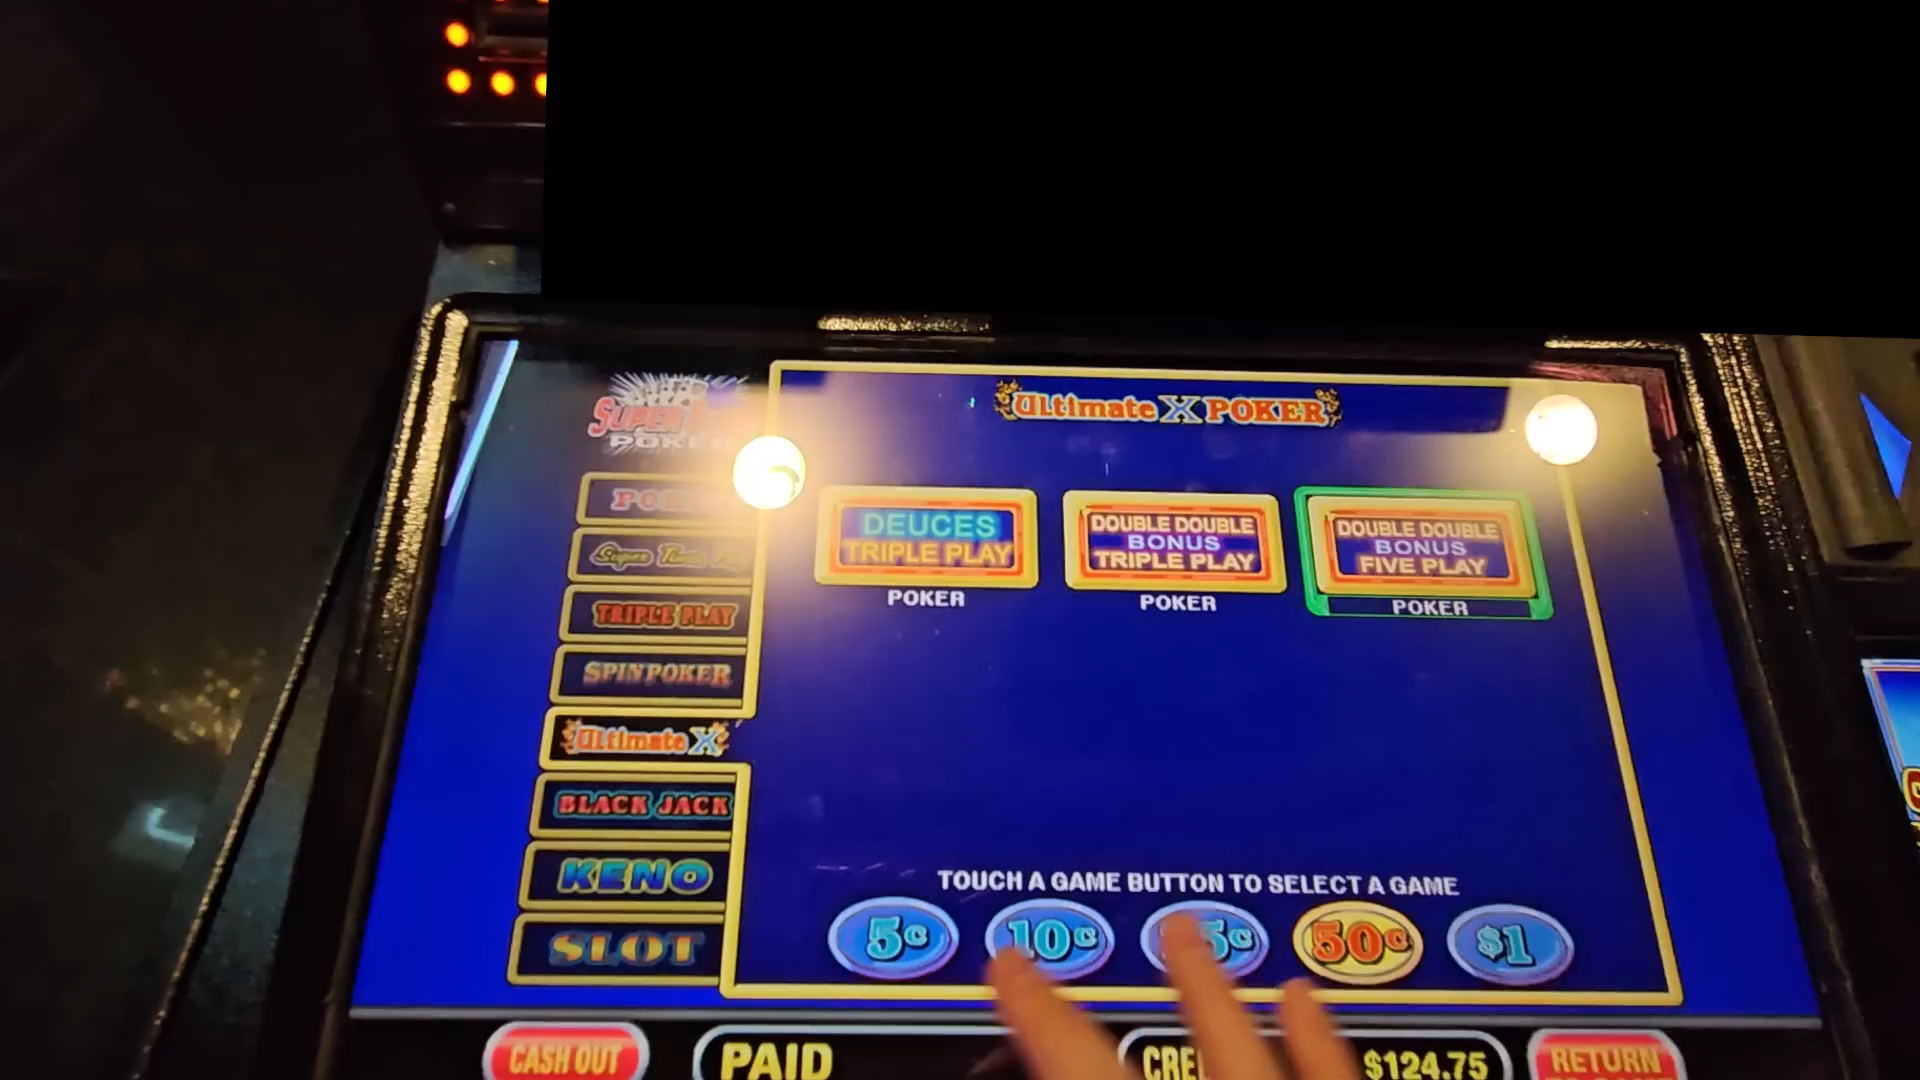 Ultimate X POKER
SUPER
POKER
DEUCES
TRIPLE PLAY
POKER
DOUBLE DOUBLE
BONUS
TRIPLE PLAY
POKER
DOUBLE DOUBLE
BONUS
FIVE PLAY
POKER
TRIPLE PLAY
SPIN POKER
Ultimate X
BLACK JACK
KENO
SLOT
TOUCH A GAME BUTTON TO SELECT A GAME
5¢
10¢
50¢
$1
CASH OUT
PAID
$124.75
RETURN